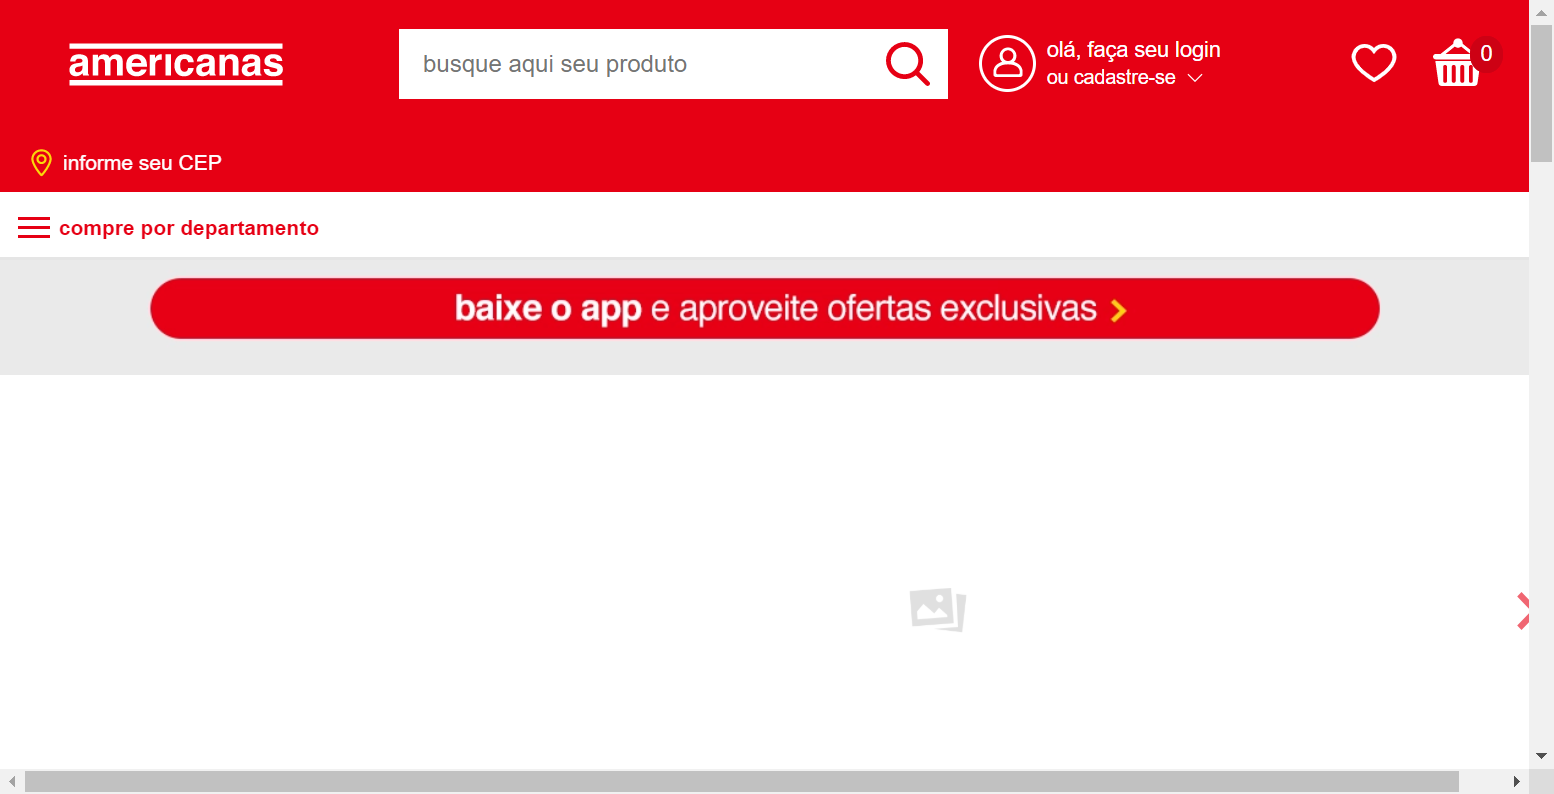 americanas
busque aqui seu produto
olá, faça seu login
ou cadastre-se
0
informe seu CEP
compre por departamento
baixe o app e aproveite ofertas exclusivas